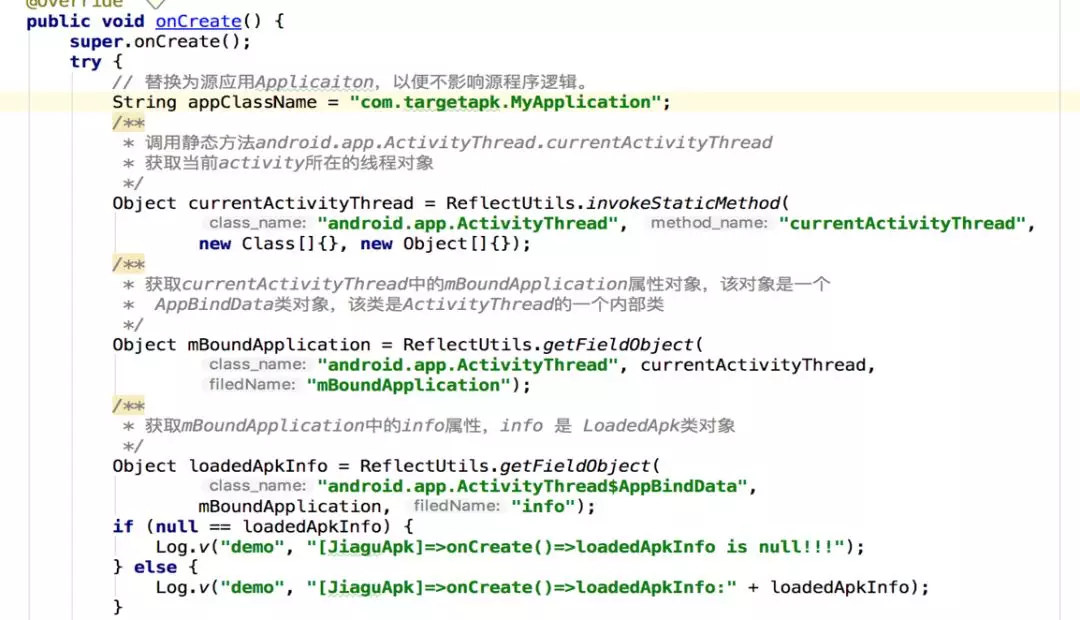 @Override
public void onCreate() {
super.onCreate();
try {
// 替换为源应用Applicaiton，以便不影响源程序逻辑。
String appClassName = "com.targetapk.MyApplication";
/**
* 调用静态方法android.app.ActivityThread.currentActivityThread
* 获取当前activity所在的线程对象
*/
Object currentActivityThread = ReflectUtils.invokeStaticMethod(
class_name: "android.app.ActivityThread", method_name: "currentActivityThread",
new Class[]{}, new Object[]{});
/**
* 获取currentActivityThread中的mBoundApplication属性对象，该对象是一个
* AppBindData类对象，该类是ActivityThread的一个内部类
*/
Object mBoundApplication = ReflectUtils.getFieldObject(
class_name: "android.app.ActivityThread", currentActivityThread,
filedName: "mBoundApplication");
/**
* 获取mBoundApplication中的info属性，info 是 LoadedApk类对象
*/
Object loadedApkInfo = ReflectUtils.getFieldObject(
class_name: "android.app.ActivityThread$AppBindData",
mBoundApplication, filedName: "info");
if (null == loadedApkInfo) {
Log.v("demo", "[JiaguApk]=>onCreate()=>loadedApkInfo is null!!!");
} else {
Log.v("demo", "[JiaguApk]=>onCreate()=>loadedApkInfo:" + loadedApkInfo);
}